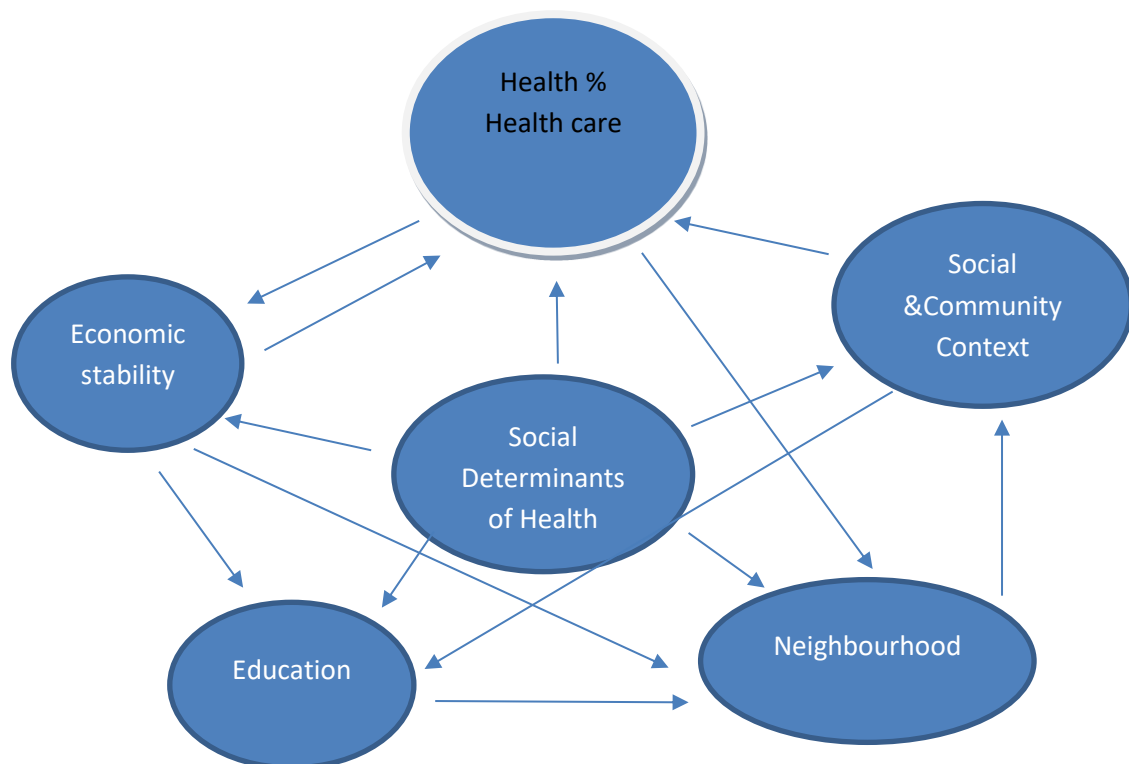 Health %
Health care
Social
&Community
Context
Economic
stability
Social
Determinants
of Health
Neighbourhood
Education